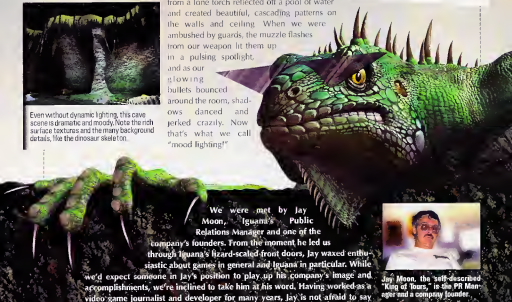 from a lone torch reflected off a pool of water
and created beautiful, cascading patterns on
the walls and ceiling. When we were
ambushed by guards, the muzzle flashes
from our weapon lit them up
in a pulsing spotlight,
and as our
glowing
bullets bounced
around the room, shad-
ows danced and
jerked crazily. Now
that's what we call
"mood lighting!"
Even without dynamic lighting, this cave
scene is dramatic and moody. Note the rich
surface textures and the many background
details, like the dinosaur skeleton.
We were met by Jay
Moon, Iguana's Public
Relations Manager and one of the
company's founders. From the moment he led us
through Iguana's lizard-scaled front doors, Jay waxed enthu-
siastic about games in general and Iguana in particular. While
we'd expect someone in Jay's position to play up his company's image and
accomplishments, we're inclined to take him at his word. Having worked as a
video game journalist and developer for many years, Jay is not afraid to say
Jay Moon, the self-described
"King of Tours," is the PR Man-
ager and a company founder.